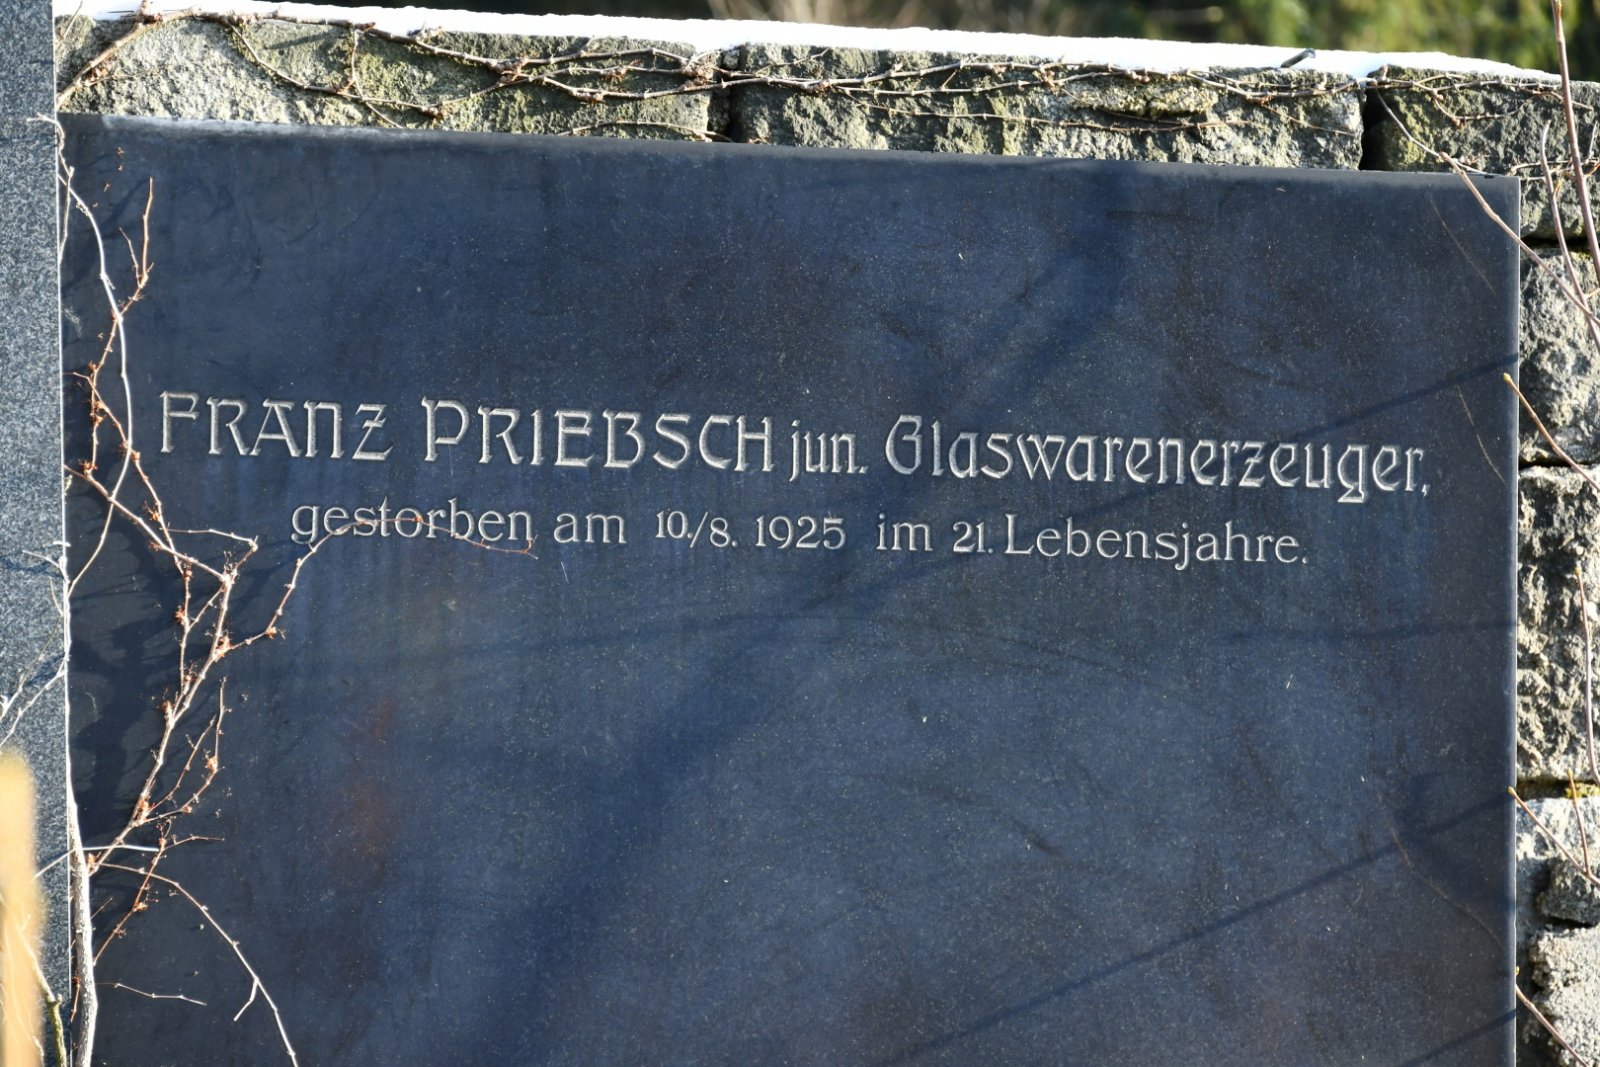 FRANZ PRIEBSCH jun. Glaswarenerzeuger,
gestorben am 10./8. 1925 im 21. Lebensjahre.